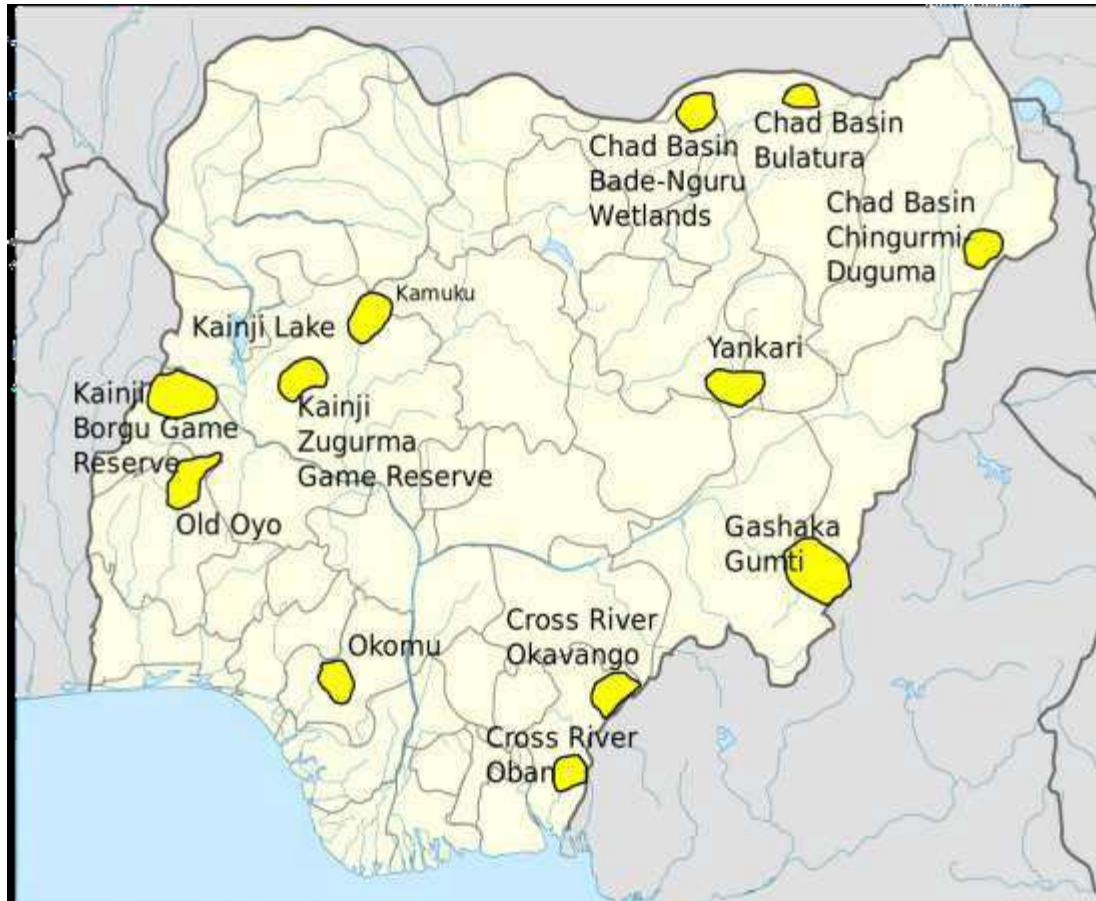 Chad Basin
Bulatura
Chad Basin
Bade-Nguru
Wetlands
Chad Basin
Chingurmi-
Duguma
Kamuku
Kainji Lake
Yankari
Kainji
Borgu Game
Reserve
Kainji
Zugurma
Game Reserve
Old Oyo
Gashaka
Gumti
Cross River
Okavango
Okomu
Cross River
Oban